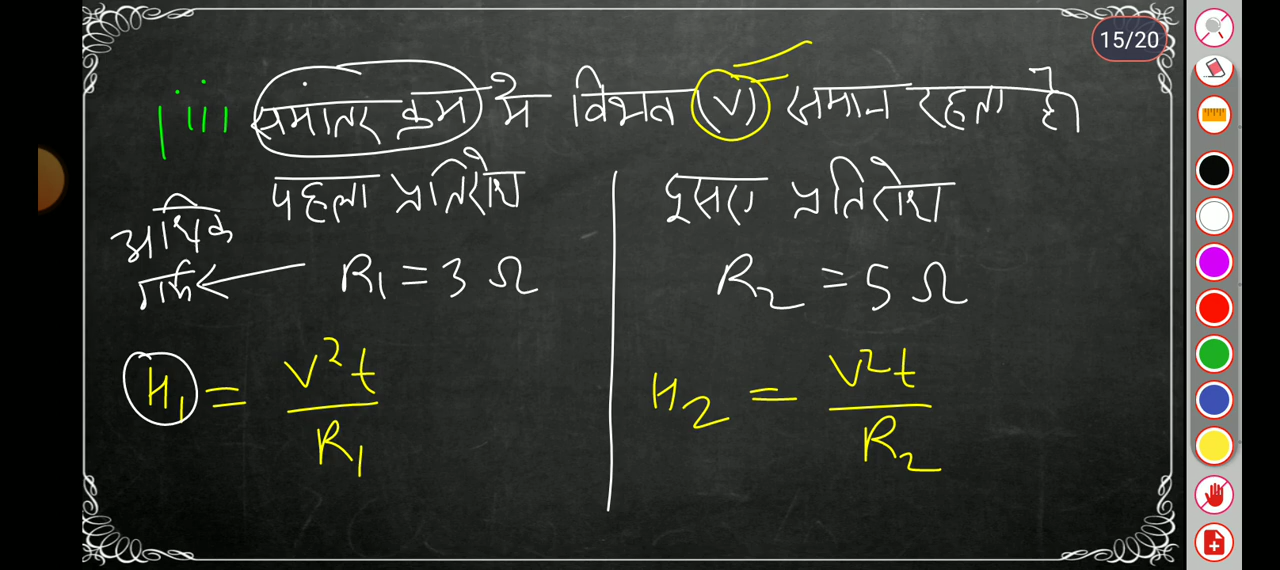 15/20
iii समांतर क्रम में विभव (V) समान रहता है।
पहला प्रतिरोध
दूसरा प्रतिरोध
अधिक
गर्म
R₁ = 3 Ω
R₂ = 5 Ω
H₁ = V²t / R₁
H₂ = V²t / R₂